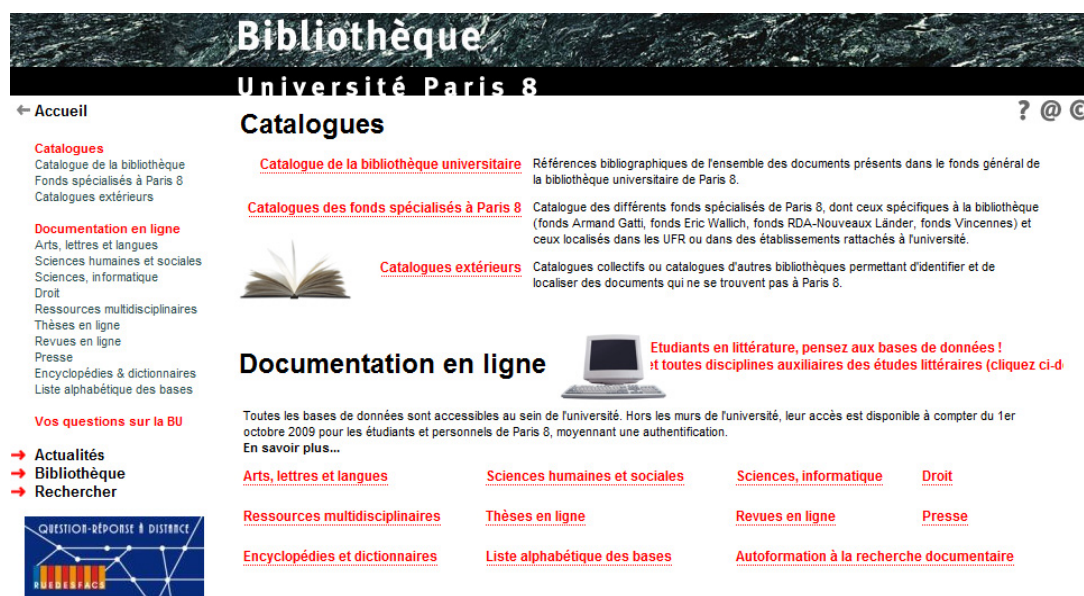 Bibliothèque
Université Paris 8
Accueil
Catalogues
Catalogue de la bibliothèque
Fonds spécialisés à Paris 8
Catalogues extérieurs
Documentation en ligne
Arts, lettres et langues
Sciences humaines et sociales
Sciences, informatique
Droit
Ressources multidisciplinaires
Thèses en ligne
Revues en ligne
Presse
Encyclopédies & dictionnaires
Liste alphabétique des bases
Vos questions sur la BU
Actualités
Bibliothèque
Rechercher
QUESTION-RÉPONSE À DISTANCE
RUEDESFACS
? @ ©
Catalogues
Catalogue de la bibliothèque universitaire
Références bibliographiques de l'ensemble des documents présents dans le fonds général de
la bibliothèque universitaire de Paris 8.
Catalogues des fonds spécialisés à Paris 8
Catalogue des différents fonds spécialisés de Paris 8, dont ceux spécifiques à la bibliothèque
(fonds Armand Gatti, fonds Eric Wallich, fonds RDA-Nouveaux Länder, fonds Vincennes) et
ceux localisés dans les UFR ou dans des établissements rattachés à l'université.
Catalogues extérieurs
Catalogues collectifs ou catalogues d'autres bibliothèques permettant d'identifier et de
localiser des documents qui ne se trouvent pas à Paris 8.
Documentation en ligne
Etudiants en littérature, pensez aux bases de données !
et toutes disciplines auxiliaires des études littéraires (cliquez ci-d
Toutes les bases de données sont accessibles au sein de l'université. Hors les murs de l'université, leur accès est disponible à compter du 1er
octobre 2009 pour les étudiants et personnels de Paris 8, moyennant une authentification.
En savoir plus...
Arts, lettres et langues
Sciences humaines et sociales
Sciences, informatique
Droit
Ressources multidisciplinaires
Thèses en ligne
Revues en ligne
Presse
Encyclopédies et dictionnaires
Liste alphabétique des bases
Autoformation à la recherche documentaire